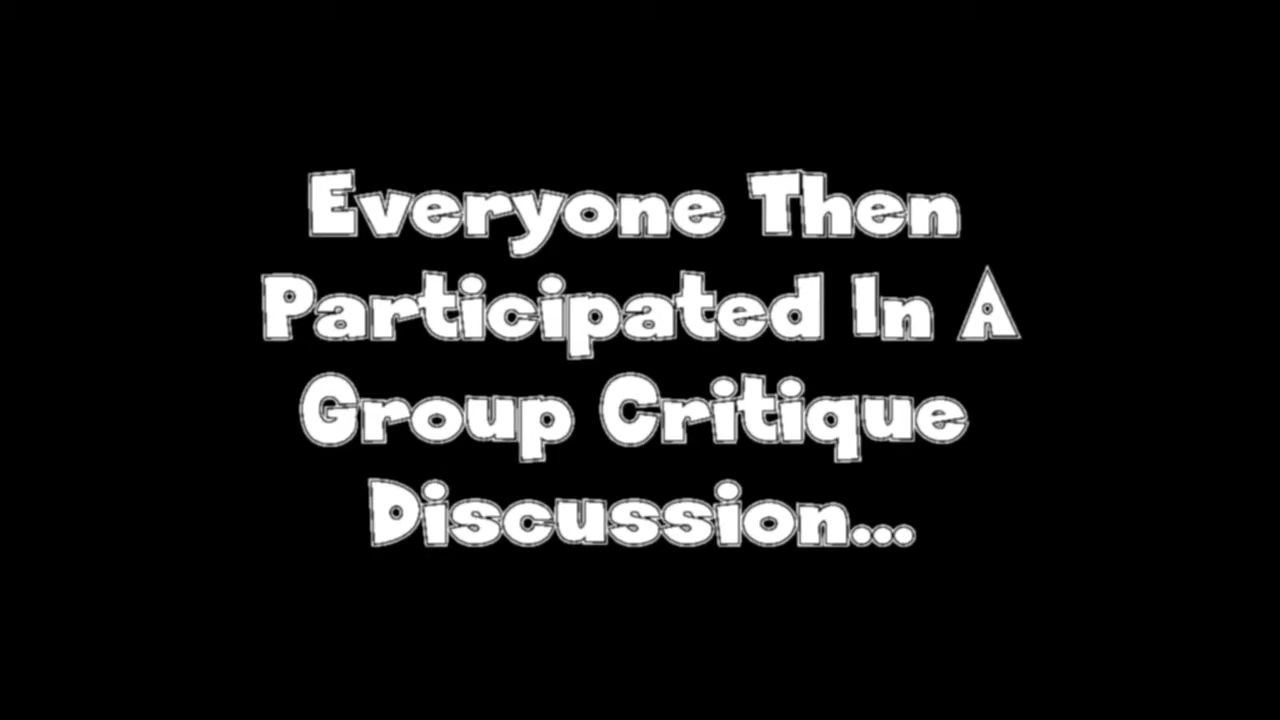 Everyone Then
Participated In A
Group Critique
Discussion...